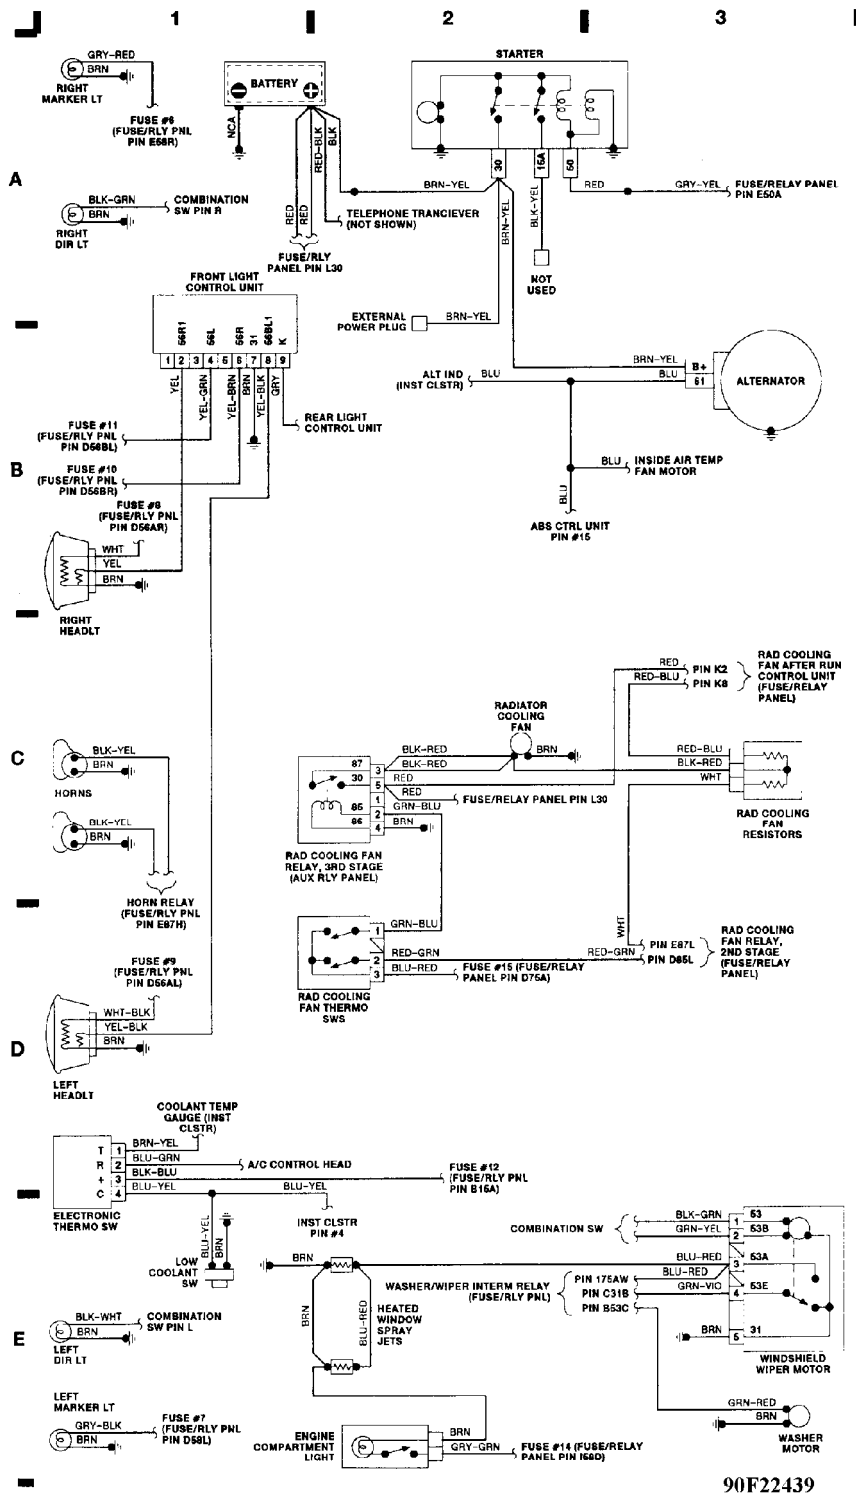 1
2
3
GRY-RED
BRN
RIGHT
MARKER LT
FUSE #6
(FUSE/RLY PNL
PIN E58R)
BATTERY
NCA
RED
RED
RED-BLK
BLK
STARTER
30
15A
50
BRN-YEL
BRN-YEL
BLK-YEL
RED
GRY-YEL
FUSE/RELAY PANEL
PIN E50A
A
BLK-GRN
BRN
COMBINATION
SW PIN R
RIGHT
DIR LT
TELEPHONE TRANCIEVER
(NOT SHOWN)
FUSE/RLY
PANEL PIN L30
NOT
USED
FRONT LIGHT
CONTROL UNIT
56R1
56L
56R
31
56BL1
K
1 2 3 4 5 6 7 8 9
YEL
YEL-GRN
YEL-BRN
BRN
YEL-BLK
GRY
EXTERNAL
POWER PLUG
BRN-YEL
ALT IND
(INST CLSTR)
BLU
BRN-YEL
BLU
B+
61
ALTERNATOR
REAR LIGHT
CONTROL UNIT
FUSE #11
(FUSE/RLY PNL
PIN D56BL)
B
FUSE #10
(FUSE/RLY PNL
PIN D56BR)
BLU
INSIDE AIR TEMP
FAN MOTOR
BLU
ABS CTRL UNIT
PIN #15
FUSE #8
(FUSE/RLY PNL
PIN D56AR)
WHT
YEL
BRN
RIGHT
HEADLT
RED
PIN K2
RED-BLU
PIN K8
RAD COOLING
FAN AFTER RUN
CONTROL UNIT
(FUSE/RELAY
PANEL)
RADIATOR
COOLING
FAN
BRN
C
BLK-YEL
BRN
HORNS
BLK-YEL
BRN
HORN RELAY
(FUSE/RLY PNL
PIN E87H)
87
30
85
86
3
5
1
2
4
BLK-RED
BLK-RED
RED
RED
GRN-BLU
BRN
FUSE/RELAY PANEL PIN L30
RAD COOLING FAN
RELAY, 3RD STAGE
(AUX RLY PANEL)
RED-BLU
BLK-RED
WHT
RAD COOLING
FAN
RESISTORS
1
2
3
GRN-BLU
RED-GRN
BLU-RED
FUSE #15 (FUSE/RELAY
PANEL PIN D75A)
RAD COOLING
FAN THERMO
SWS
WHT
RED-GRN
PIN E87L
PIN D85L
RAD COOLING
FAN RELAY,
2ND STAGE
(FUSE/RELAY
PANEL)
FUSE #9
(FUSE/RLY PNL
PIN D56AL)
WHT-BLK
YEL-BLK
BRN
D
LEFT
HEADLT
COOLANT TEMP
GAUGE (INST
CLSTR)
T 1 BRN-YEL
R 2 BLU-GRN
+ 3 BLK-BLU
C 4 BLU-YEL
A/C CONTROL HEAD
FUSE #12
(FUSE/RLY PNL
PIN B15A)
BLU-YEL
INST CLSTR
PIN #4
ELECTRONIC
THERMO SW
BLU-YEL
BRN
LOW
COOLANT
SW
COMBINATION SW
BLK-GRN 1 53
GRN-YEL 2 53B
BLU-RED 3 53A
BLU-RED
GRN-VIO 4 53E
BRN 5 31
WINDSHIELD
WIPER MOTOR
WASHER/WIPER INTERM RELAY
(FUSE/RLY PNL)
PIN 175AW
PIN C31B
PIN B53C
BRN
BRN
BLU-RED
HEATED
WINDOW
SPRAY
JETS
E
BLK-WHT
BRN
COMBINATION
SW PIN L
LEFT
DIR LT
LEFT
MARKER LT
GRY-BLK
BRN
FUSE #7
(FUSE/RLY PNL
PIN D58L)
ENGINE
COMPARTMENT
LIGHT
BRN
GRY-GRN
FUSE #14 (FUSE/RELAY
PANEL PIN I58D)
GRN-RED
BRN
WASHER
MOTOR
90F22439